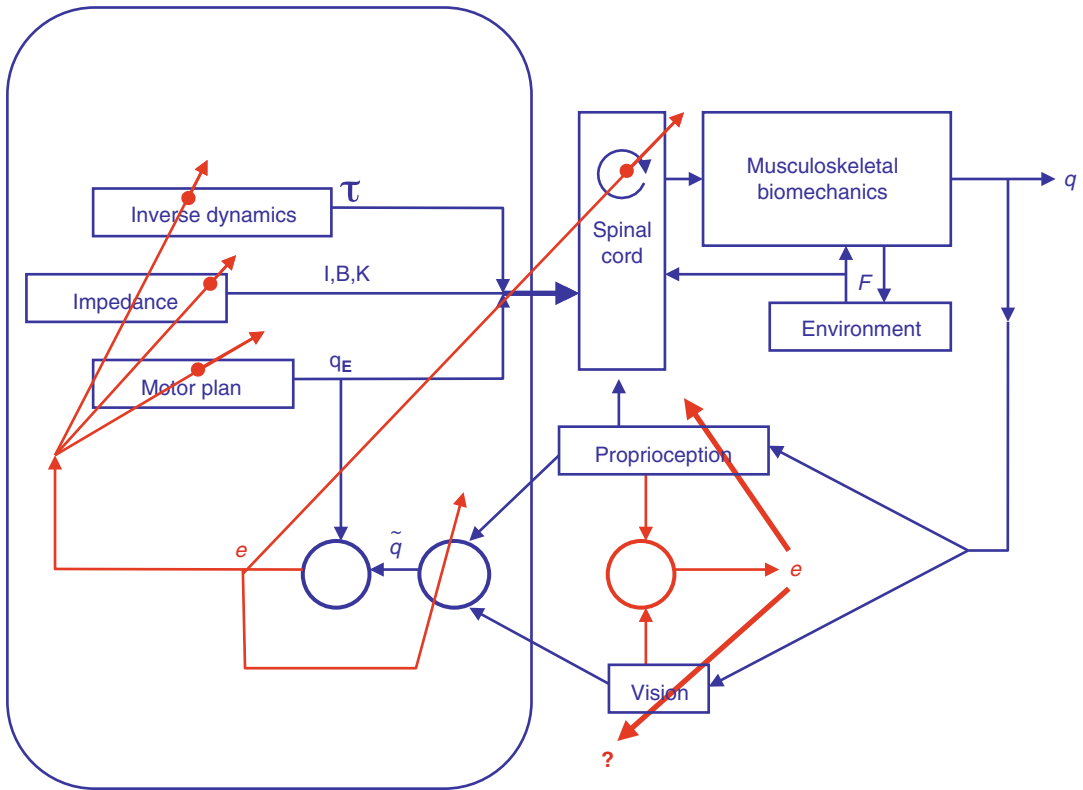 Musculoskeletal
biomechanics
q
τ
Inverse dynamics
Spinal
cord
I,B,K
Impedance
F
Environment
qE
Motor plan
Proprioception
e
q̃
e
Vision
?